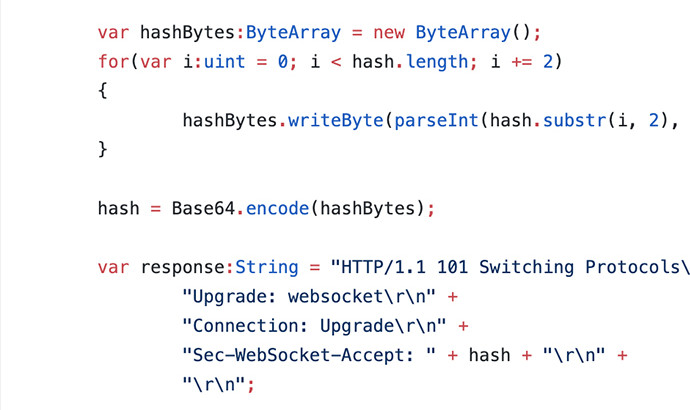 var hashBytes:ByteArray = new ByteArray();
for(var i:uint = 0; i < hash.length; i += 2)
{
hashBytes.writeByte(parseInt(hash.substr(i, 2),
}
hash = Base64.encode(hashBytes);
var response:String = "HTTP/1.1 101 Switching Protocols\
"Upgrade: websocket\r\n" +
"Connection: Upgrade\r\n" +
"Sec-WebSocket-Accept: " + hash + "\r\n" +
"\r\n";